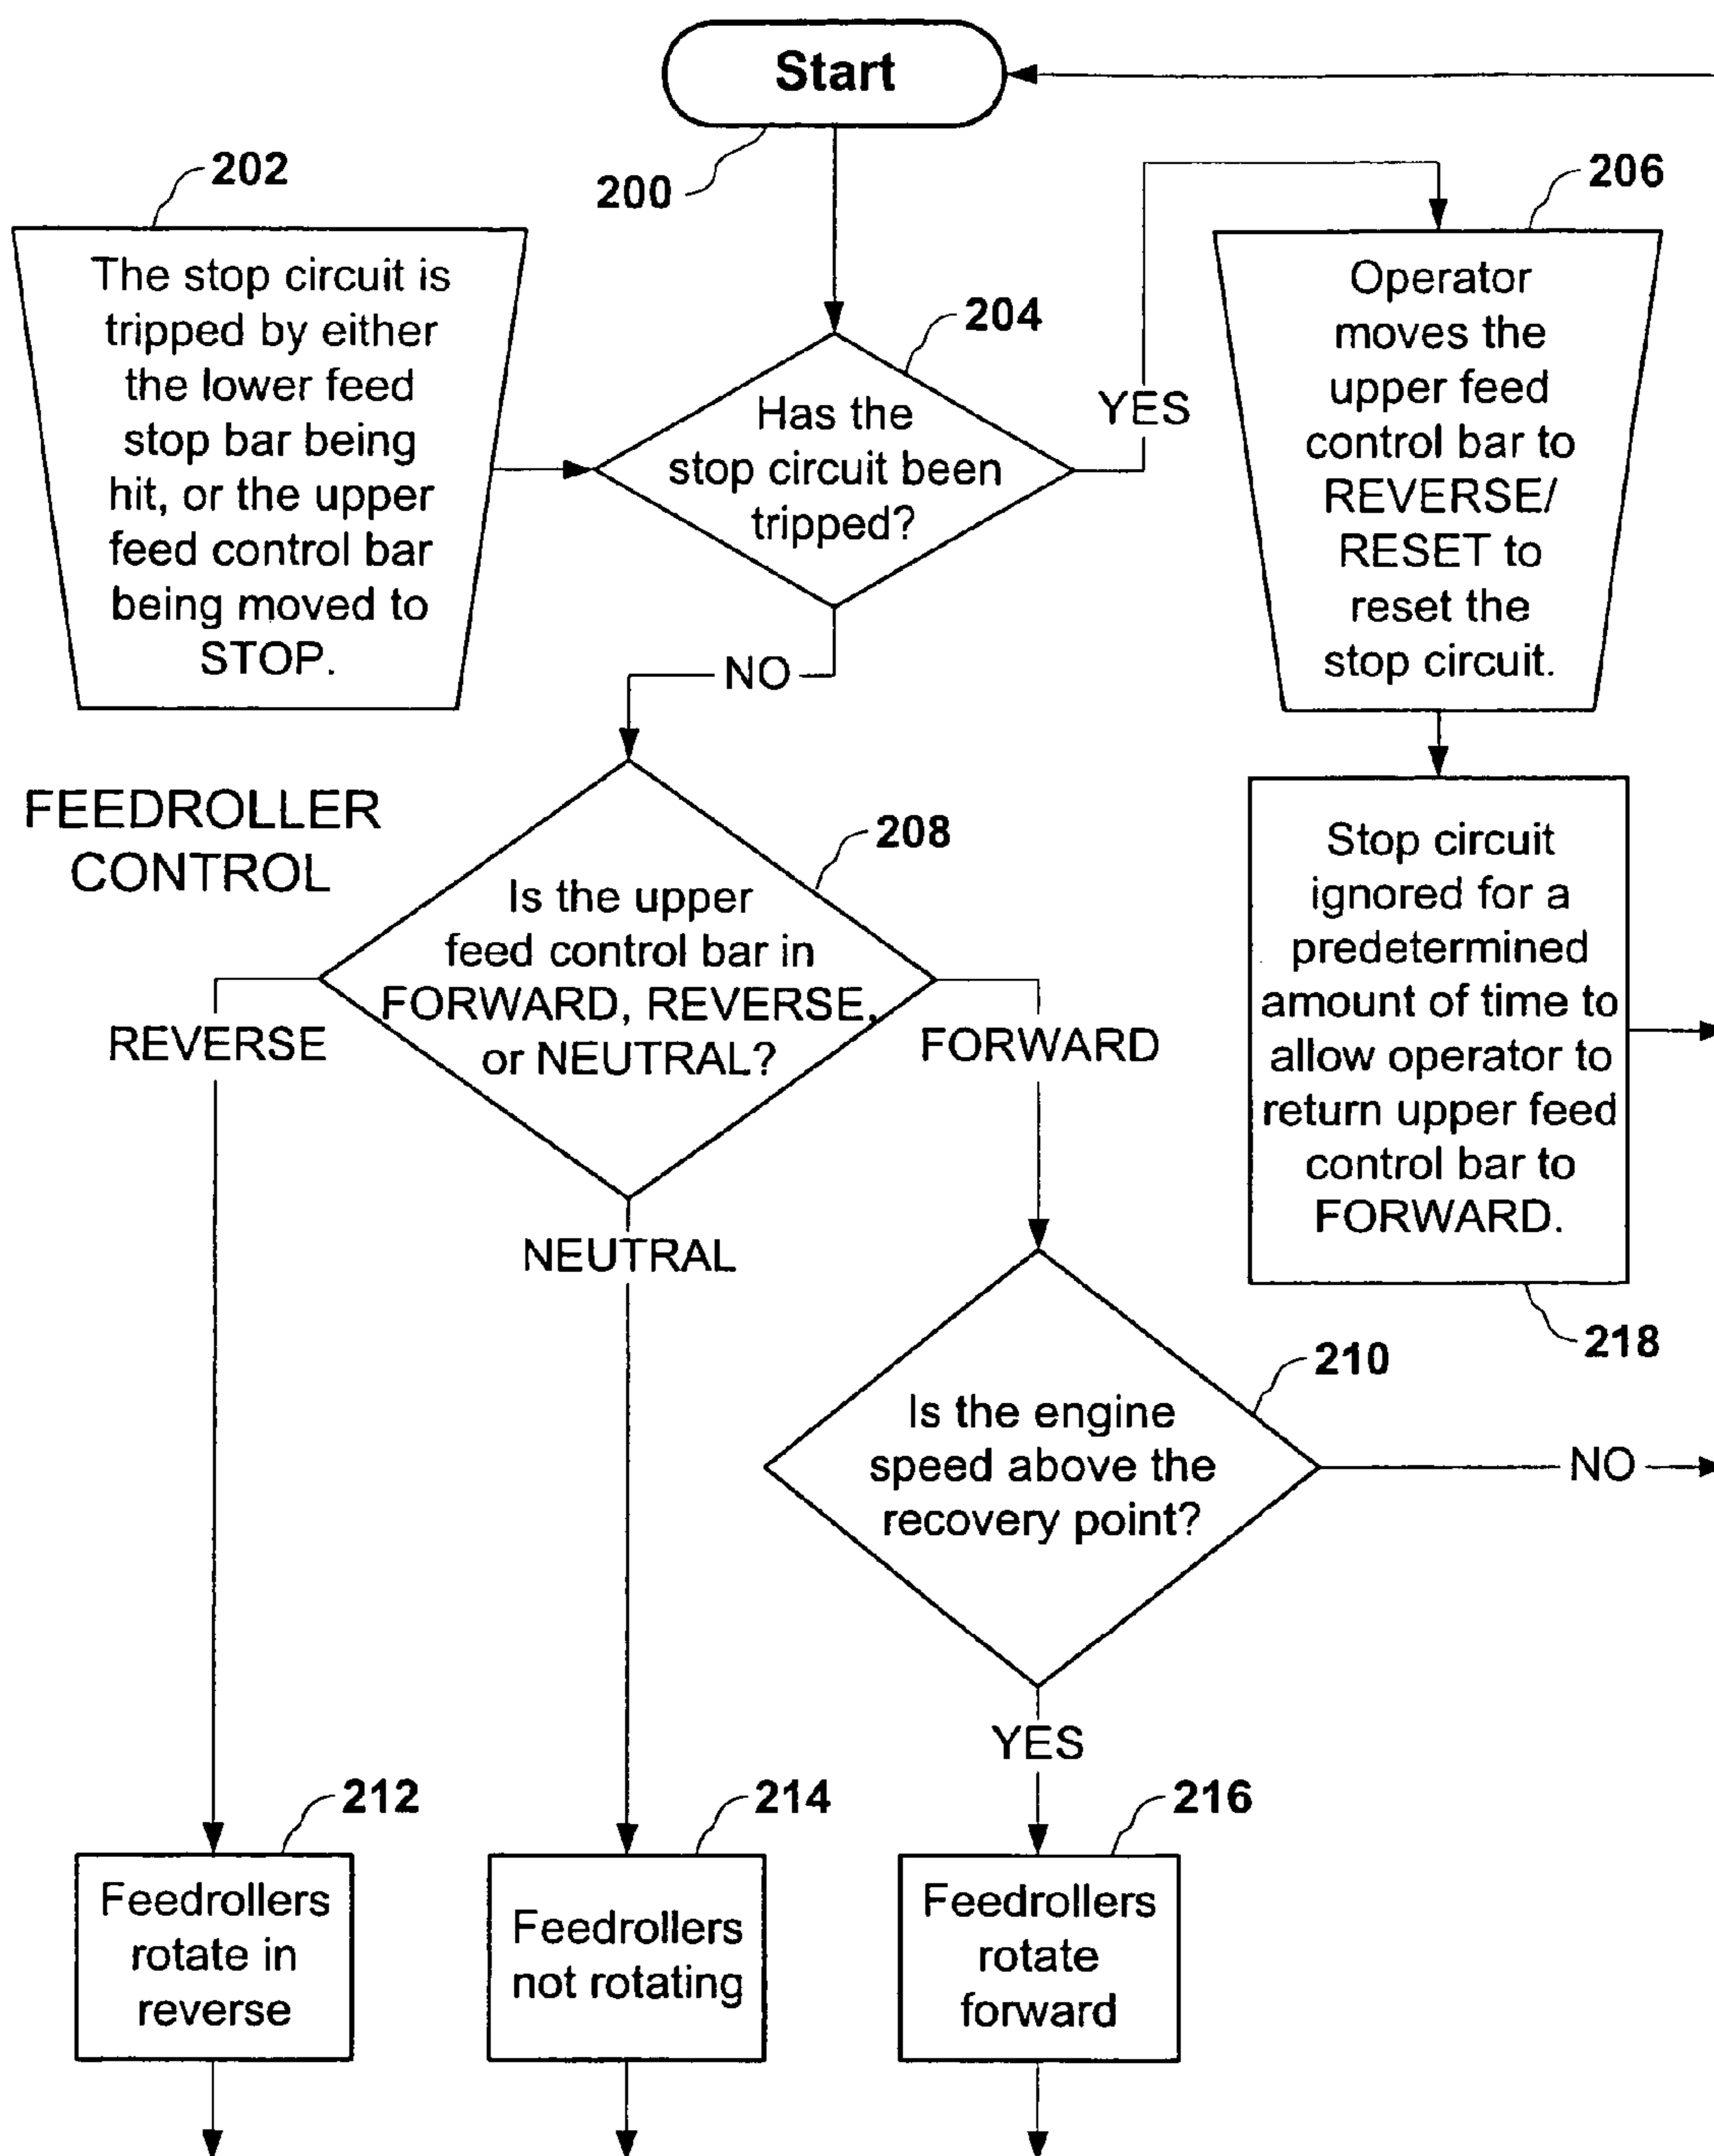 Start
200
202
The stop circuit is
tripped by either
the lower feed
stop bar being
hit, or the upper
feed control bar
being moved to
STOP.
204
Has the
stop circuit been
tripped?
YES
206
Operator
moves the
upper feed
control bar to
REVERSE/
RESET to
reset the
stop circuit.
NO
FEEDROLLER
CONTROL
208
Is the upper
feed control bar in
FORWARD, REVERSE,
or NEUTRAL?
REVERSE
NEUTRAL
FORWARD
Stop circuit
ignored for a
predetermined
amount of time to
allow operator to
return upper feed
control bar to
FORWARD.
218
210
Is the engine
speed above the
recovery point?
NO
YES
212
Feedrollers
rotate in
reverse
214
Feedrollers
not rotating
216
Feedrollers
rotate
forward